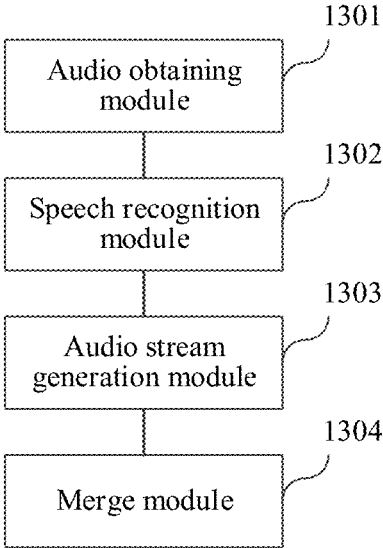 1301
Audio obtaining
module
1302
Speech recognition
module
1303
Audio stream
generation module
1304
Merge module